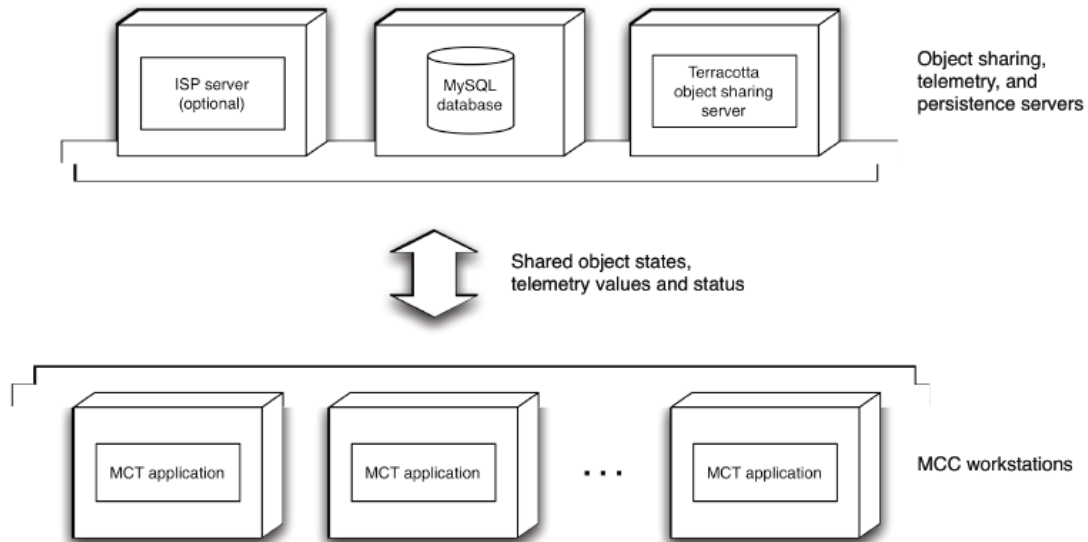 ISP server
(optional)
MySQL
database
Terracotta
object sharing
server
Object sharing,
telemetry, and
persistence servers
Shared object states,
telemetry values and status
MCT application
MCT application
. . .
MCT application
MCC workstations